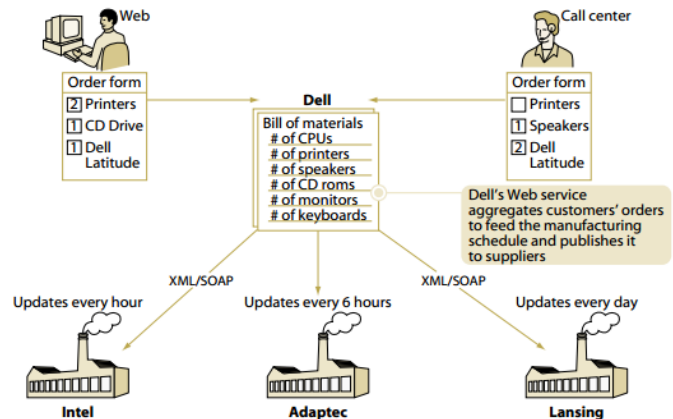 Web
Call center
Order form
2 Printers
1 CD Drive
1 Dell
Latitude
Order form
Printers
1 Speakers
2 Dell
Latitude
Dell
Bill of materials
# of CPUs
# of printers
# of speakers
# of CD roms
# of monitors
# of keyboards
Dell's Web service
aggregates customers' orders
to feed the manufacturing
schedule and publishes it
to suppliers
XML/SOAP
XML/SOAP
Updates every hour
Updates every 6 hours
Updates every day
Intel
Adaptec
Lansing